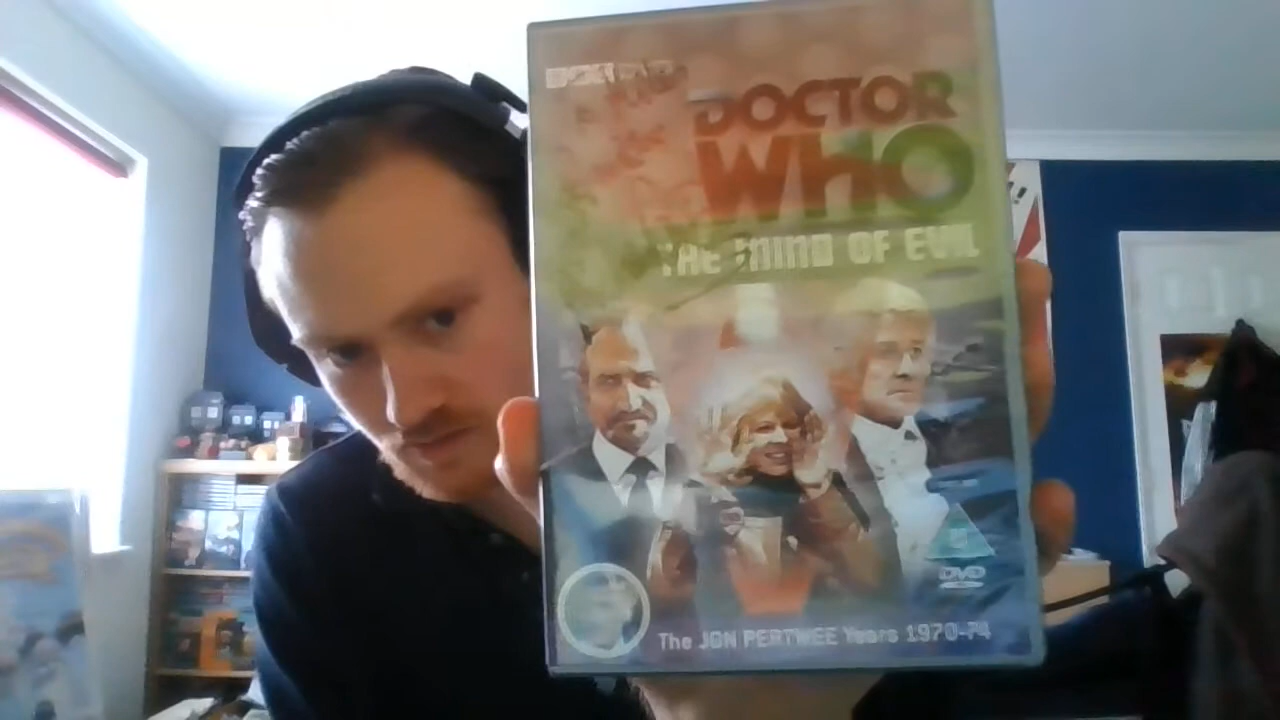 DOCTOR
WHO
THE MIND OF EVIL
DVD
The JON PERTWEE Years 1970-74